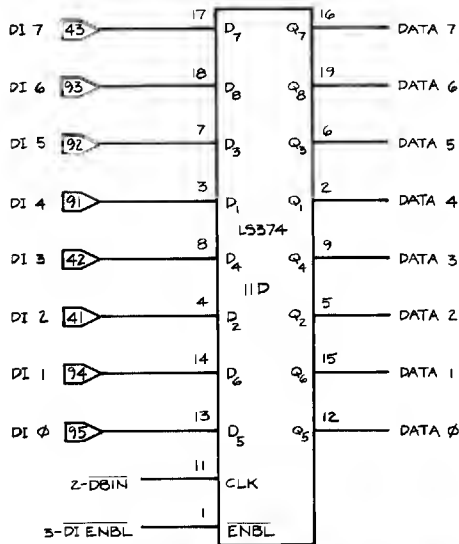 17 16
DI 7 43 D7 Q7 DATA 7
18 19
DI 6 93 D8 Q8 DATA 6
7 6
DI 5 92 D3 Q3 DATA 5
3 2
DI 4 91 D1 Q1 DATA 4
LS374
8 9
DI 3 42 D4 Q4 DATA 3
11D
4 5
DI 2 41 D2 Q2 DATA 2
14 15
DI 1 94 D6 Q6 DATA 1
13 12
DI Ø 95 D5 Q5 DATA Ø
11
2-DBIN CLK
1
3-DI ENBL ENBL